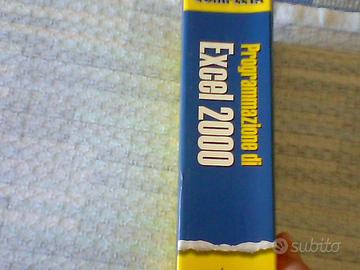 Programmazione di
Excel 2000
subito